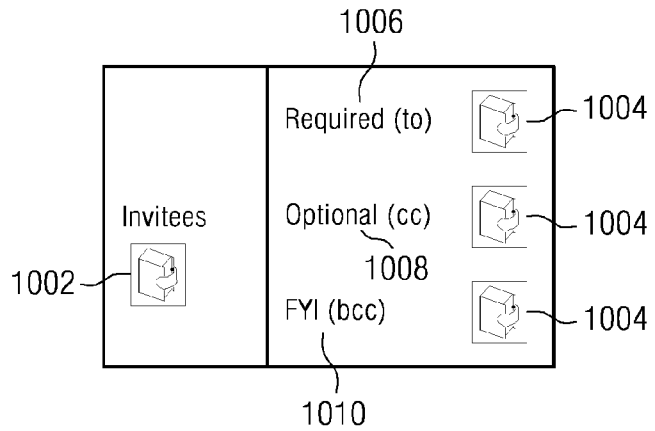 1006
Required (to)
1004
Invitees
Optional (cc)
1004
1008
1002
FYI (bcc)
1004
1010